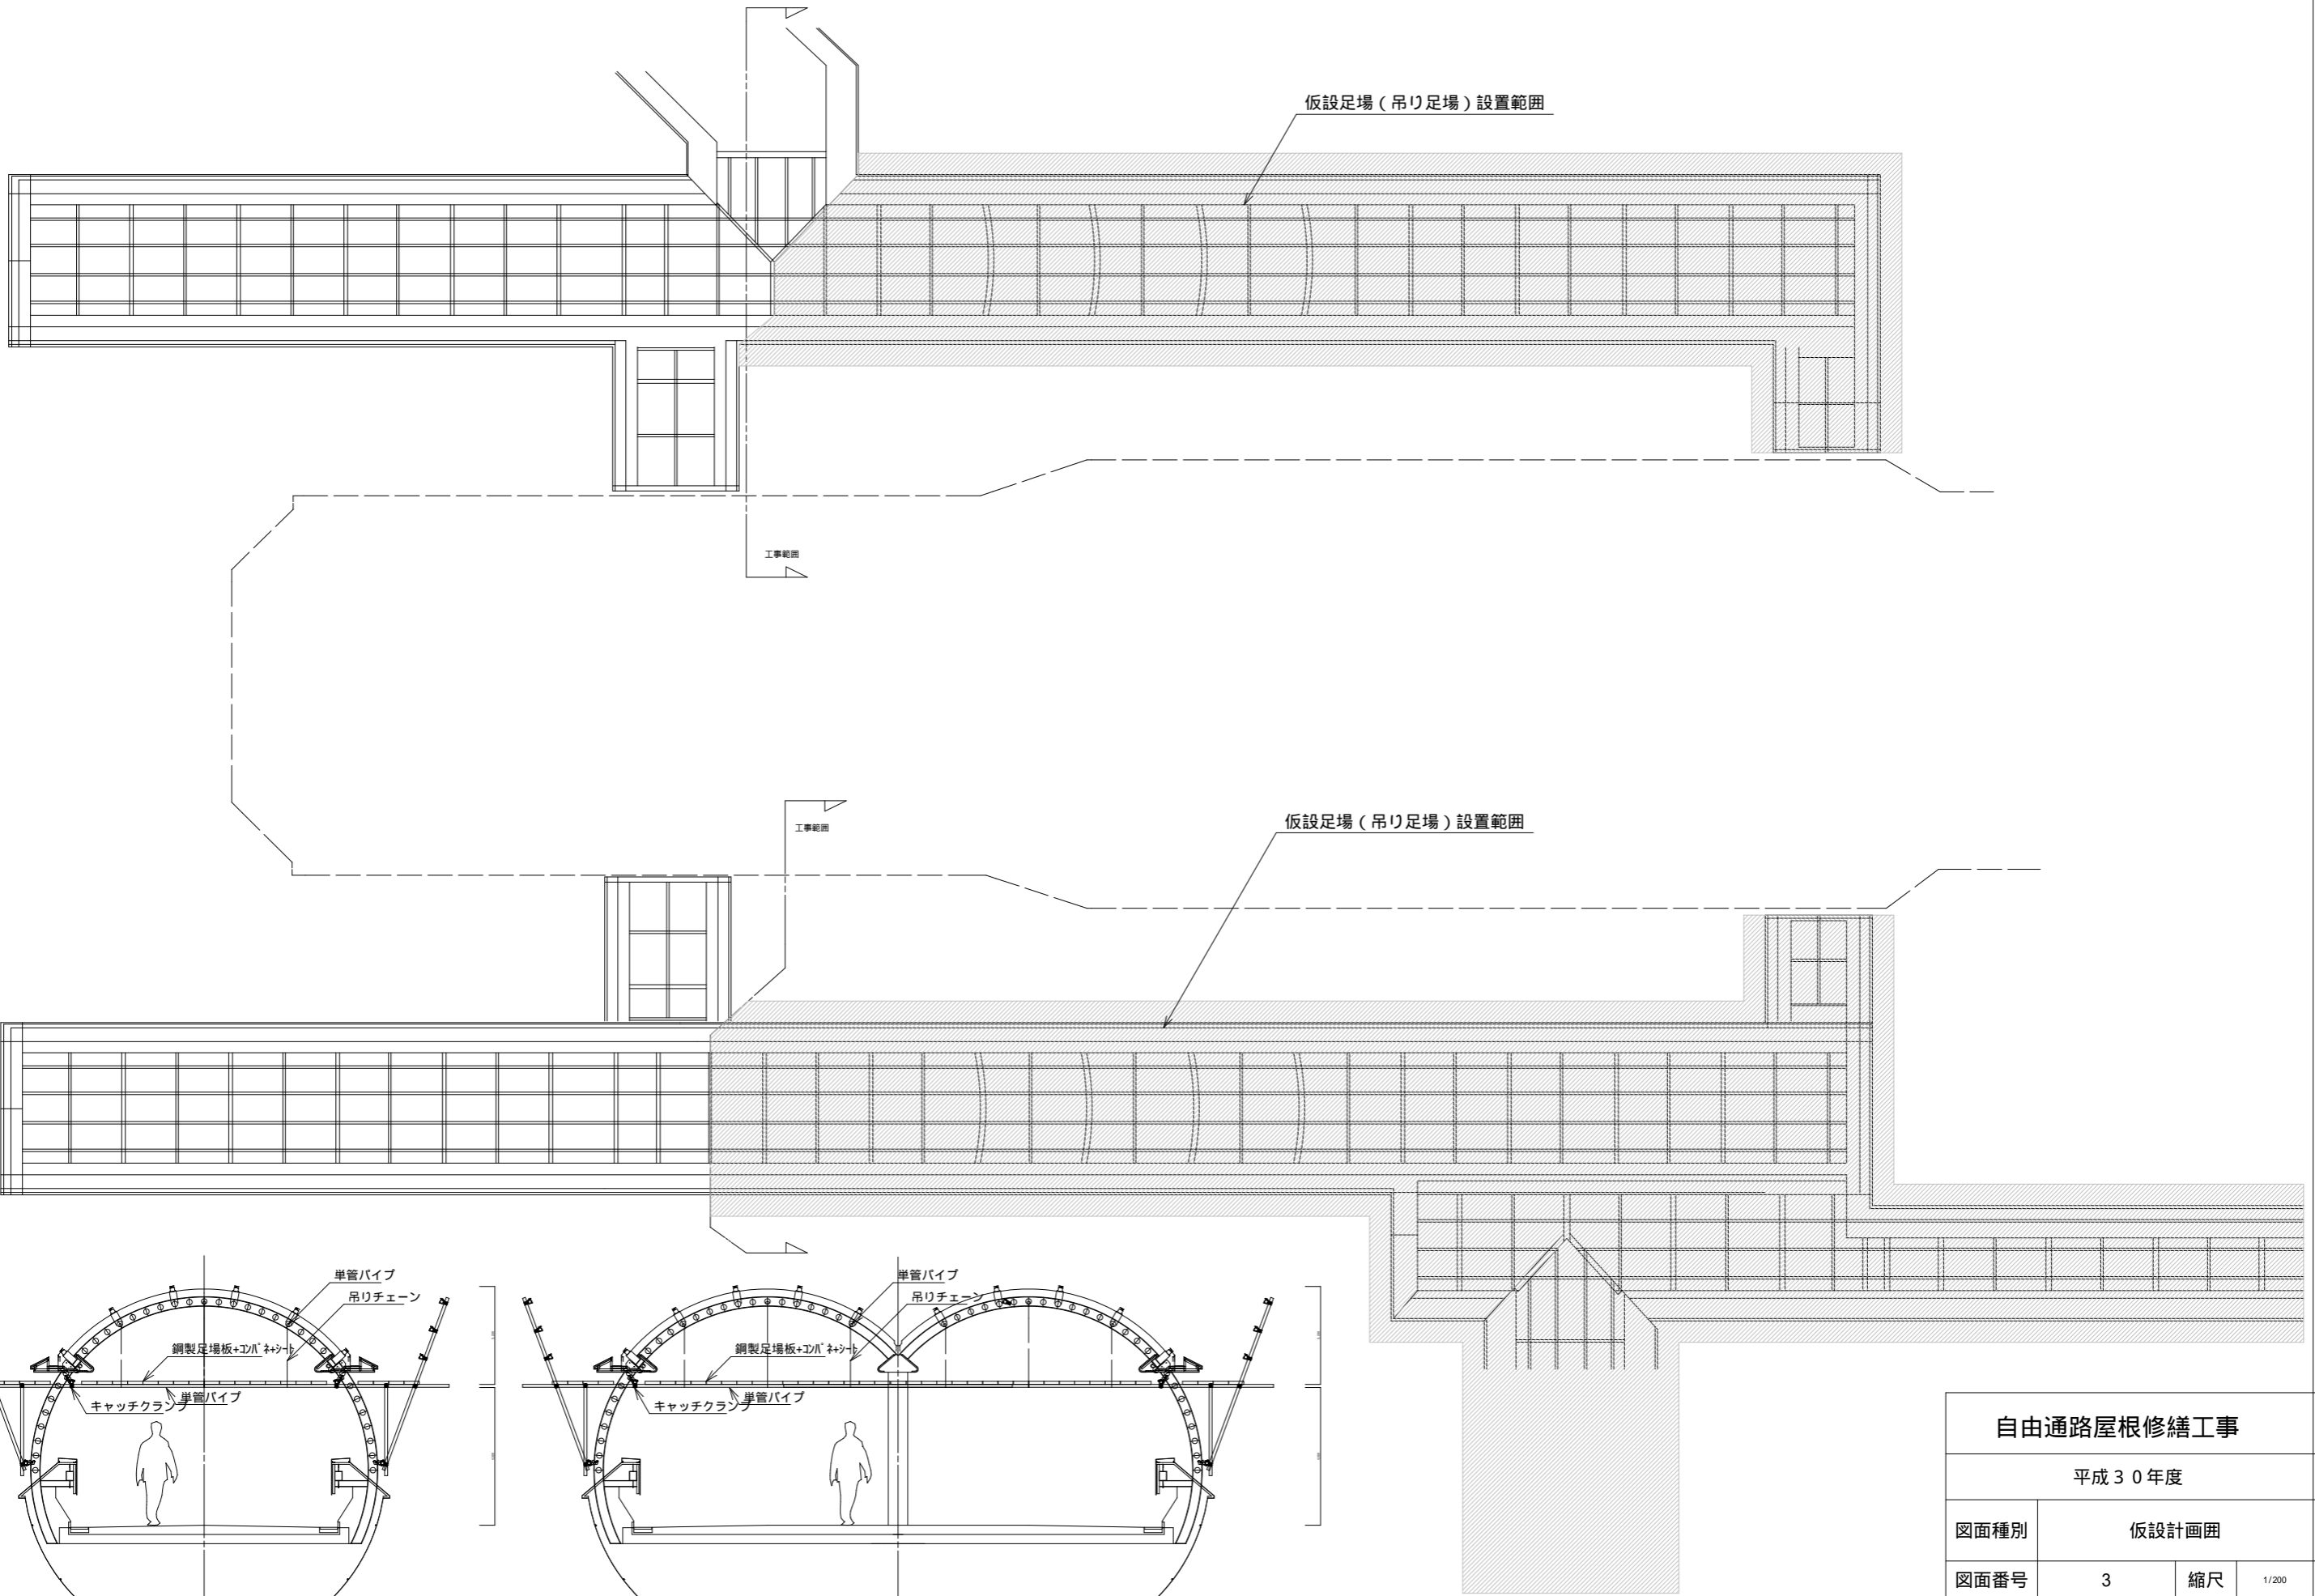 仮設足場（吊り足場）設置範囲
工事範囲
工事範囲
仮設足場（吊り足場）設置範囲
単管パイプ
吊りチェーン
鋼製足場板+ｺﾝﾊﾟﾈ+ｼｰﾄ
単管パイプ
キャッチクランプ
単管パイプ
吊りチェーン
鋼製足場板+ｺﾝﾊﾟﾈ+ｼｰﾄ
単管パイプ
キャッチクランプ
自由通路屋根修繕工事
平成３０年度
図面種別 仮設計画囲
図面番号 3 縮尺 1/200